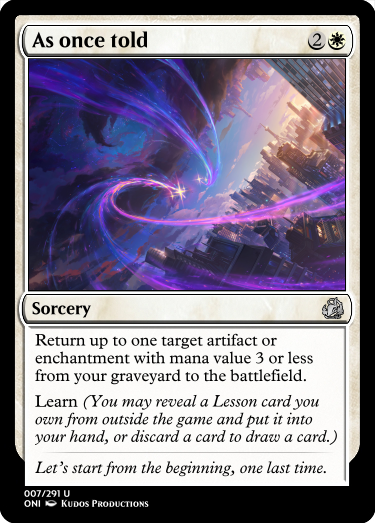 As once told
2
Sorcery
Return up to one target artifact or
enchantment with mana value 3 or less
from your graveyard to the battlefield.
Learn (You may reveal a Lesson card you
own from outside the game and put it into
your hand, or discard a card to draw a card.)
Let's start from the beginning, one last time.
007/291 U
ONI Kudos Productions